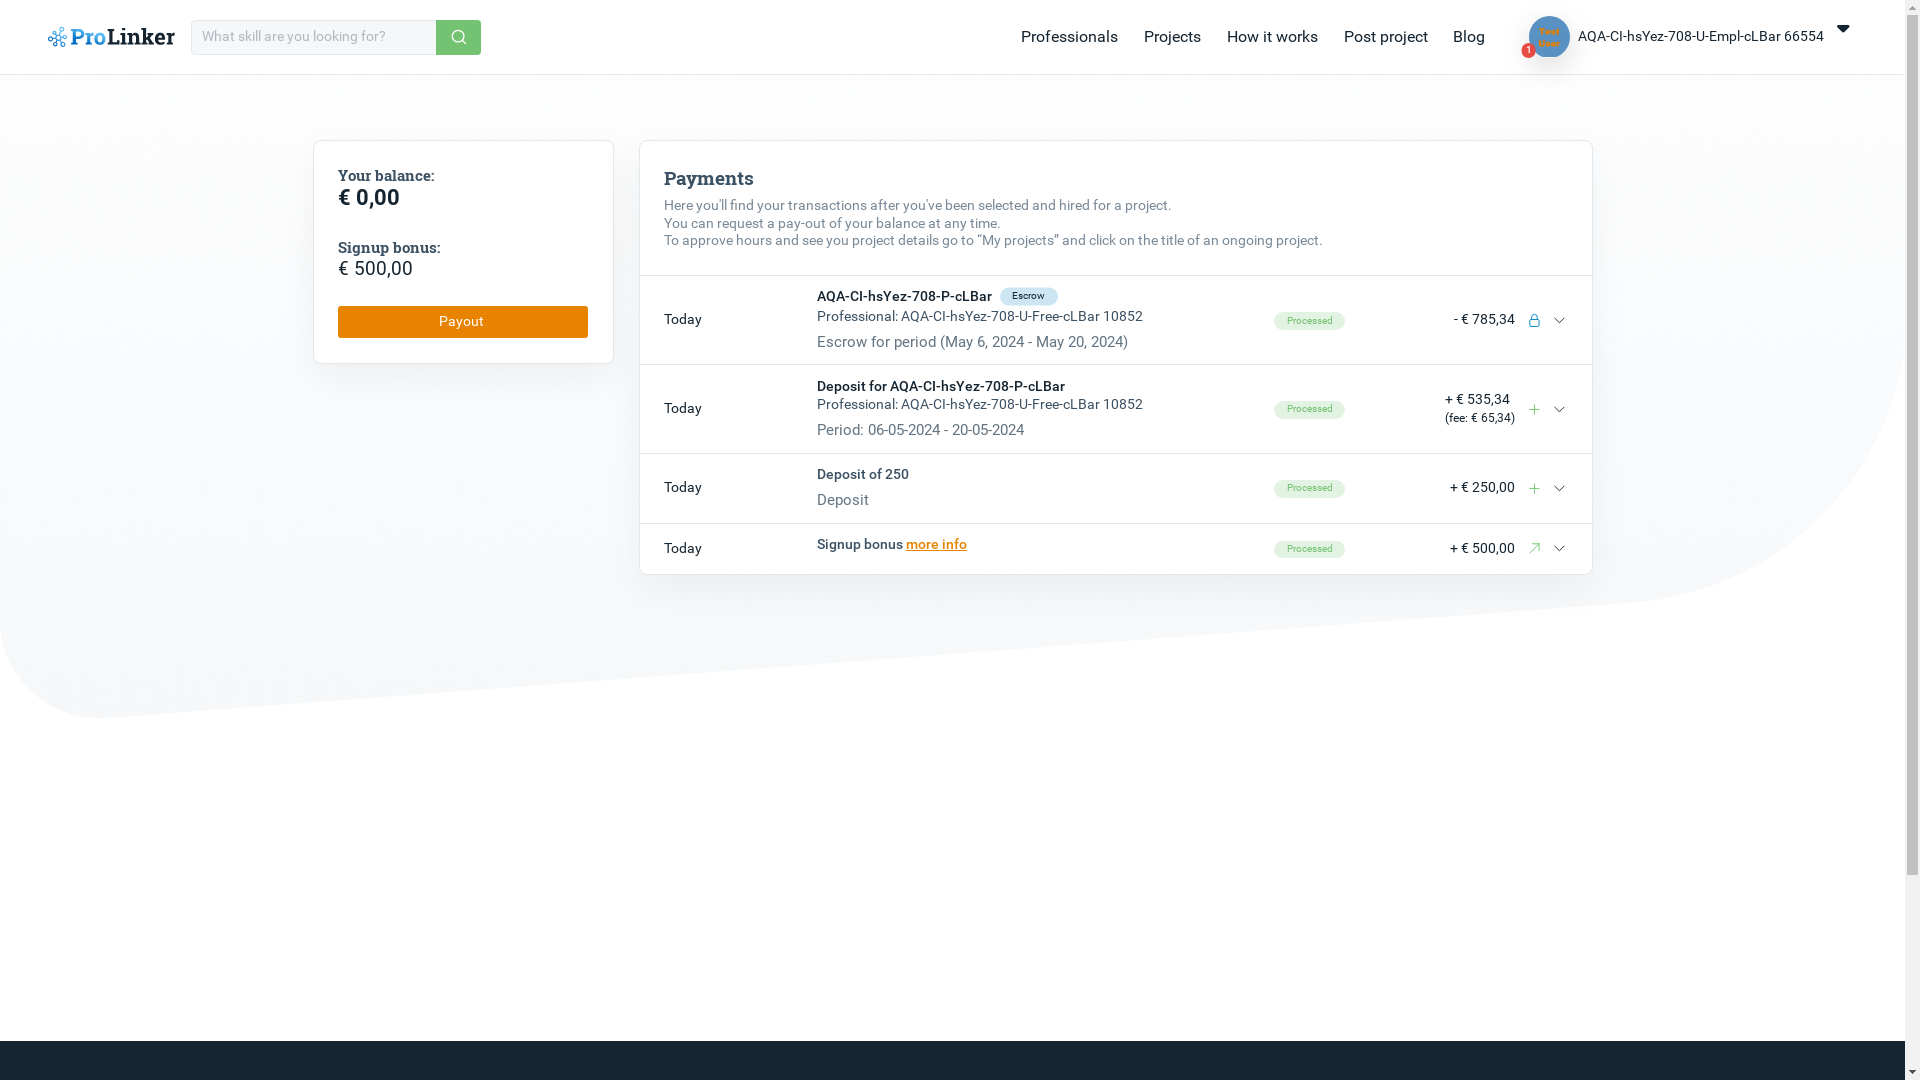 ProLinker
What skill are you looking for?
Professionals
Projects
How it works
Post project
Blog
Test
User
1
AQA-CI-hsYez-708-U-Empl-cLBar 66554
Your balance:
€ 0,00
Signup bonus:
€ 500,00
Payout
Payments
Here you'll find your transactions after you've been selected and hired for a project.
You can request a pay-out of your balance at any time.
To approve hours and see you project details go to “My projects” and click on the title of an ongoing project.
Today
AQA-CI-hsYez-708-P-cLBar Escrow
Professional: AQA-CI-hsYez-708-U-Free-cLBar 10852
Escrow for period (May 6, 2024 - May 20, 2024)
Processed
- € 785,34
Today
Deposit for AQA-CI-hsYez-708-P-cLBar
Professional: AQA-CI-hsYez-708-U-Free-cLBar 10852
Period: 06-05-2024 - 20-05-2024
Processed
+ € 535,34
(fee: € 65,34)
Today
Deposit of 250
Deposit
Processed
+ € 250,00
Today
Signup bonus more info
Processed
+ € 500,00